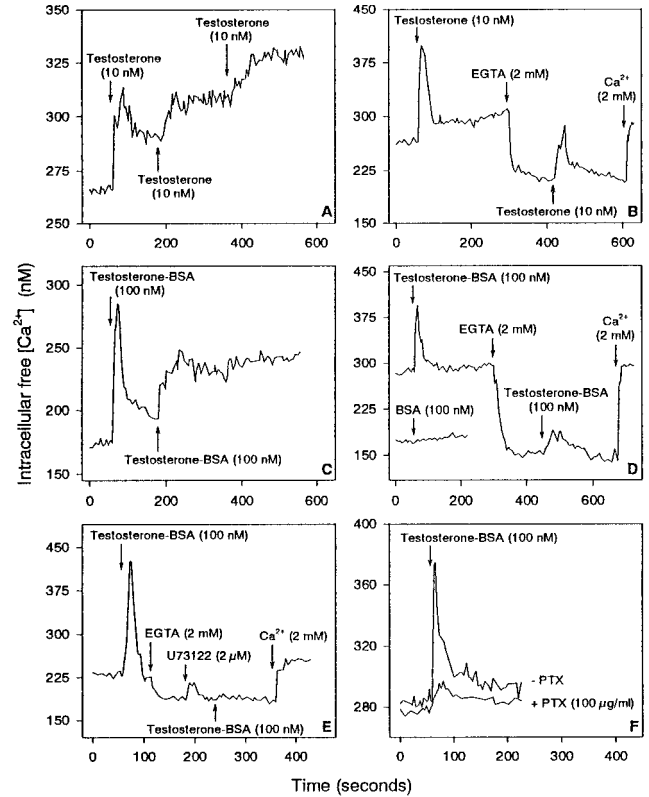 Intracellular free [Ca2+] (nM)
350
325
300
275
250
Testosterone
(10 nM)
Testosterone
(10 nM)
Testosterone
(10 nM)
A
0 200 400 600
450
375
300
225
150
Testosterone (10 nM)
EGTA (2 mM)
Ca2+
(2 mM)
Testosterone (10 nM)
B
0 200 400 600
300
250
200
150
Testosterone-BSA
(100 nM)
Testosterone-BSA (100 nM)
C
0 200 400 600
450
375
300
225
150
Testosterone-BSA (100 nM)
EGTA (2 mM)
Ca2+
(2 mM)
Testosterone-BSA
(100 nM)
BSA (100 nM)
D
0 200 400 600
450
375
300
225
150
Testosterone-BSA (100 nM)
EGTA (2 mM)
U73122 (2 µM)
Ca2+ (2 mM)
Testosterone-BSA (100 nM)
E
0 100 200 300 400
400
360
320
280
Testosterone-BSA (100 nM)
- PTX
+ PTX (100 µg/ml)
F
0 100 200 300 400
Time (seconds)